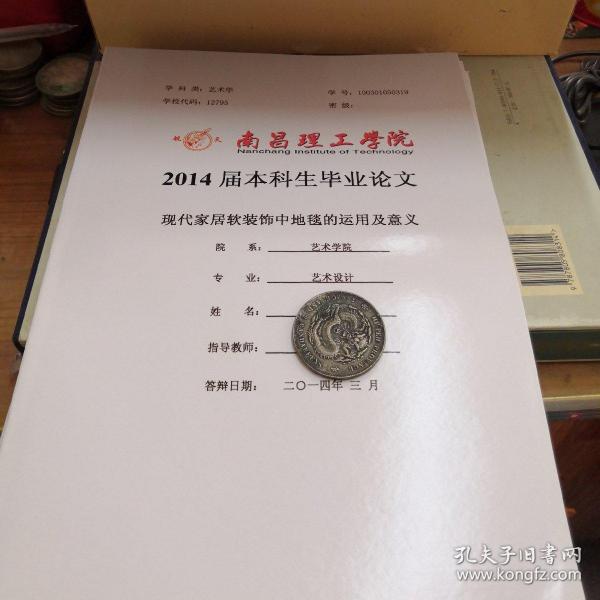 学科类：艺术学
学号：100301050319
学校代码：12795
密级：
航 天
南昌理工學院
Nanchang Institute of Technology
2014 届本科生毕业论文
现代家居软装饰中地毯的运用及意义
院 系： 艺术学院
专 业： 艺术设计
姓 名：
指导教师：
答辩日期： 二〇一四年 三 月
孔夫子旧书网
www.kongfz.com